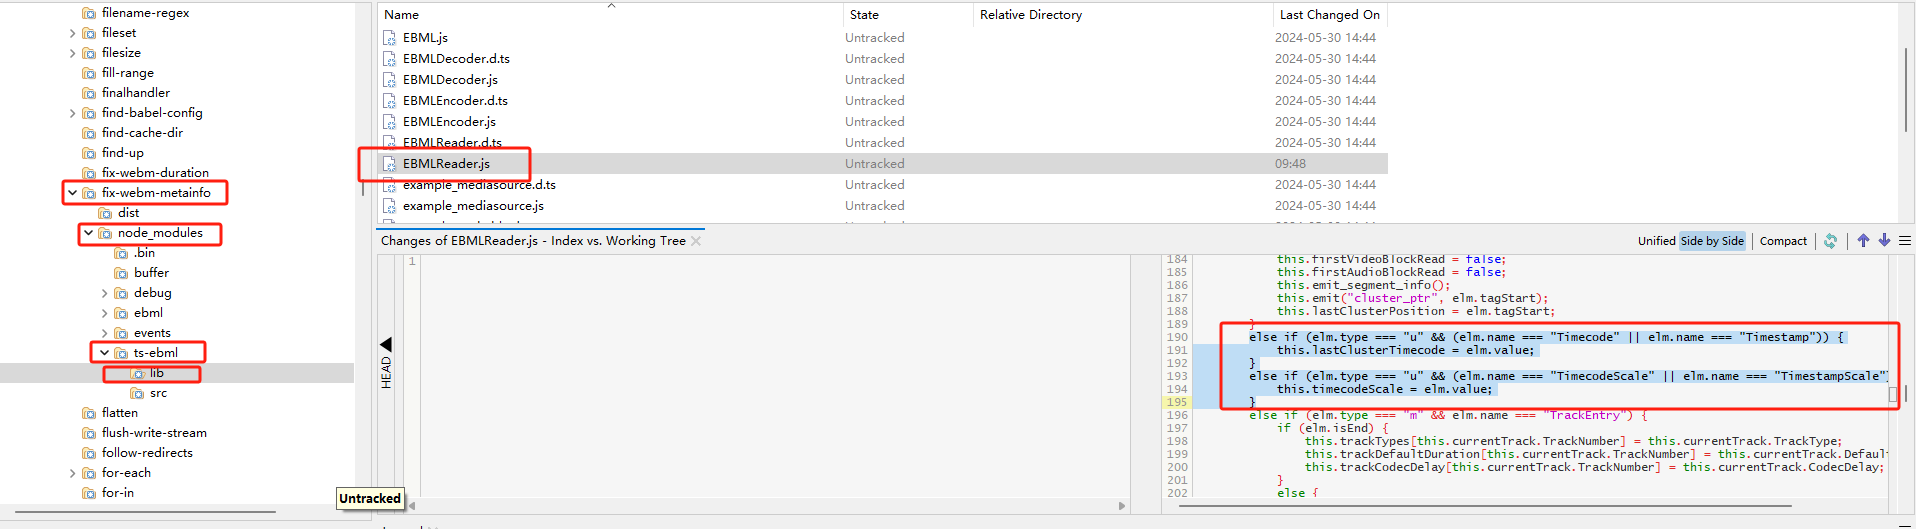 filename-regex
fileset
filesize
fill-range
finalhandler
find-babel-config
find-cache-dir
find-up
fix-webm-duration
fix-webm-metainfo
dist
node_modules
.bin
buffer
debug
ebml
events
ts-ebml
lib
src
flatten
flush-write-stream
follow-redirects
for-each
for-in
Untracked
Name State Relative Directory Last Changed On
EBML.js Untracked 2024-05-30 14:44
EBMLDecoder.d.ts Untracked 2024-05-30 14:44
EBMLDecoder.js Untracked 2024-05-30 14:44
EBMLEncoder.d.ts Untracked 2024-05-30 14:44
EBMLEncoder.js Untracked 2024-05-30 14:44
EBMLReader.d.ts Untracked 2024-05-30 14:44
EBMLReader.js Untracked 09:48
example_mediasource.d.ts Untracked 2024-05-30 14:44
example_mediasource.js Untracked 2024-05-30 14:44
Changes of EBMLReader.js - Index vs. Working Tree
Unified Side by Side Compact
1
HEAD
184 this.firstVideoBlockRead = false;
185 this.firstAudioBlockRead = false;
186 this.emit_segment_info();
187 this.emit("cluster_ptr", elm.tagStart);
188 this.lastClusterPosition = elm.tagStart;
189 }
190 else if (elm.type === "u" && (elm.name === "Timecode" || elm.name === "Timestamp")) {
191 this.lastClusterTimecode = elm.value;
192 }
193 else if (elm.type === "u" && (elm.name === "TimecodeScale" || elm.name === "TimestampScale")
194 this.timecodeScale = elm.value;
195 }
196 else if (elm.type === "m" && elm.name === "TrackEntry") {
197 if (elm.isEnd) {
198 this.trackTypes[this.currentTrack.TrackNumber] = this.currentTrack.TrackType;
199 this.trackDefaultDuration[this.currentTrack.TrackNumber] = this.currentTrack.Defaul
200 this.trackCodecDelay[this.currentTrack.TrackNumber] = this.currentTrack.CodecDelay;
201 }
202 else {